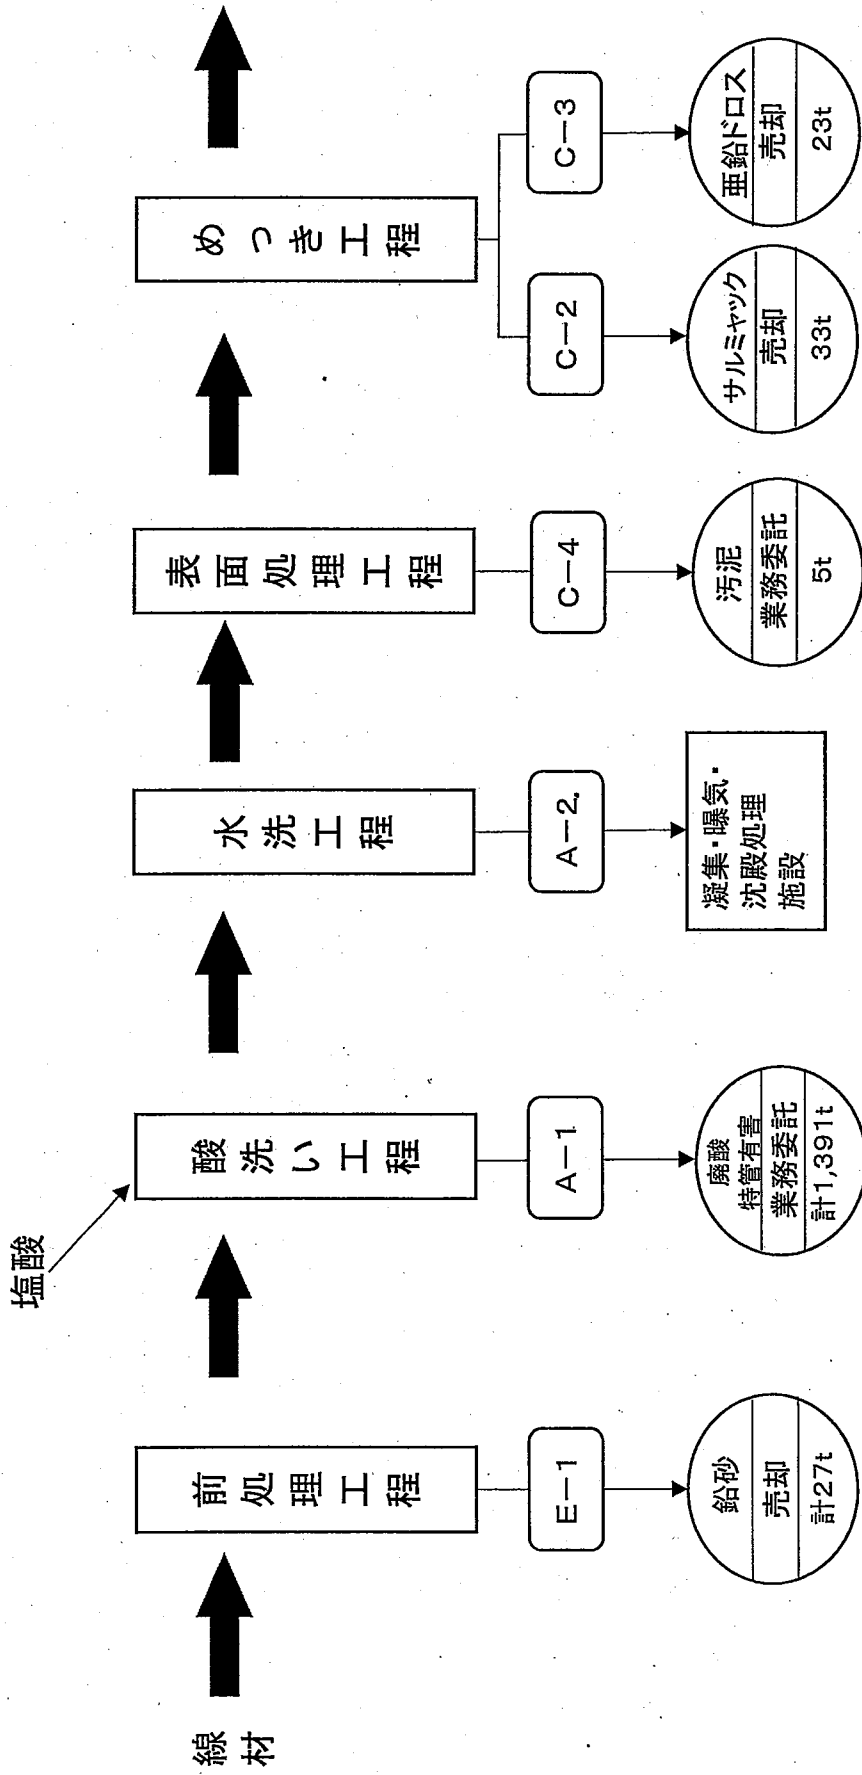 線材
塩酸
前処理工程
E-1
鉛砂
売却
計27t
酸洗い工程
A-1
廃酸
特管有害
業務委託
計1,391t
水洗工程
A-2
凝集・曝気・
沈殿処理
施設
表面処理工程
C-4
汚泥
業務委託
5t
めっき工程
C-2
サルミャック
売却
33t
C-3
亜鉛ドロス
売却
23t